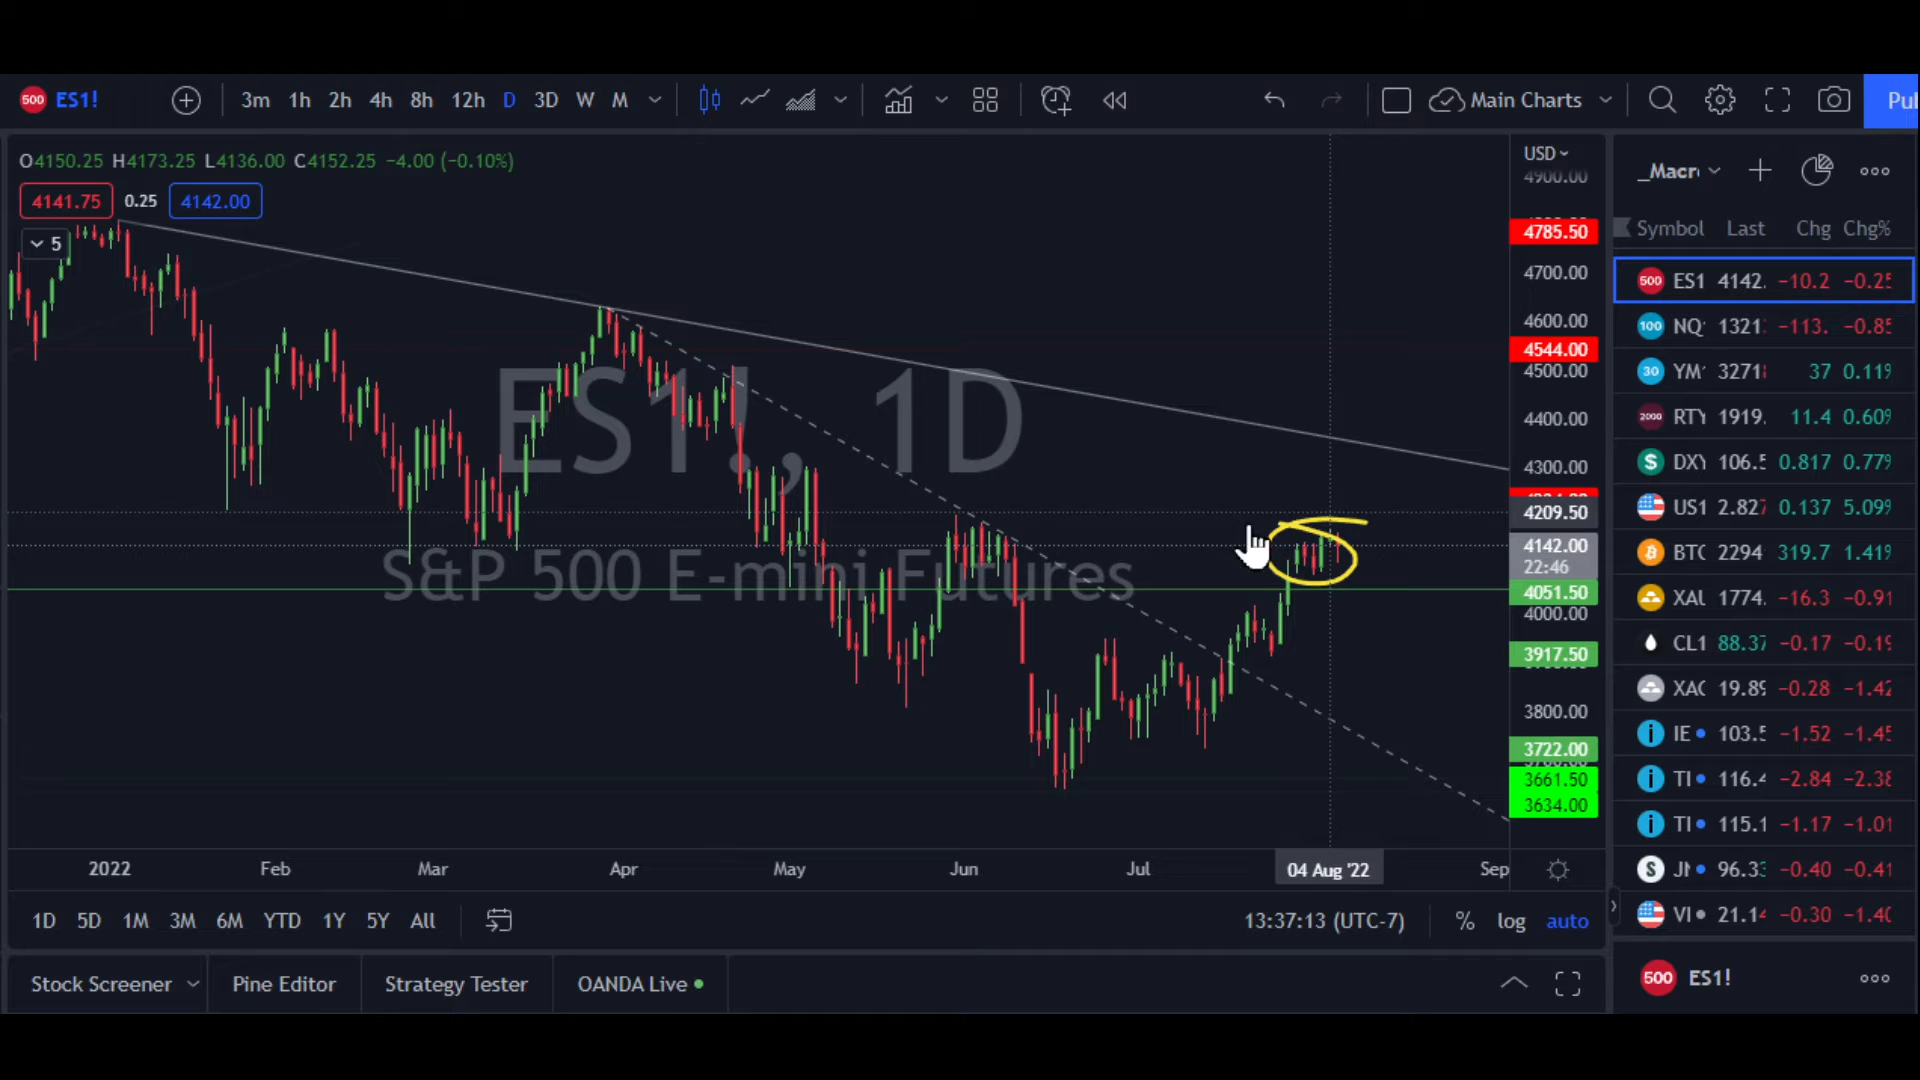 500 ES1! 3m 1h 2h 4h 8h 12h D 3D W M Main Charts Pul
O4150.25 H4173.25 L4136.00 C4152.25 −4.00 (−0.10%)
4141.75 0.25 4142.00
5
ES1!, 1D
S&P 500 E-mini Futures
USD
4900.00
4785.50
4700.00
4600.00
4544.00
4500.00
4400.00
4300.00
4209.50
4142.00
22:46
4051.50
4000.00
3917.50
3800.00
3722.00
3661.50
3634.00
2022 Feb Mar Apr May Jun Jul 04 Aug '22 Sep
1D 5D 1M 3M 6M YTD 1Y 5Y All 13:37:13 (UTC-7) % log auto
Stock Screener Pine Editor Strategy Tester OANDA Live
_Macr
Symbol Last Chg Chg%
500 ES1 4142. −10.2 −0.25
100 NQ 1321 −113. −0.85
30 YM 3271 37 0.11%
2000 RTY 1919. 11.4 0.60%
$ DXY 106.5 0.817 0.77%
US1 2.827 0.137 5.09%
BTC 2294 319.7 1.41%
XAU 1774. −16.3 −0.91
CL1 88.37 −0.17 −0.19
XAG 19.89 −0.28 −1.42
i IE 103.5 −1.52 −1.45
i TI 116.4 −2.84 −2.38
i TI 115.1 −1.17 −1.01
S 96.33 −0.40 −0.41
VI 21.14 −0.30 −1.40
500 ES1!